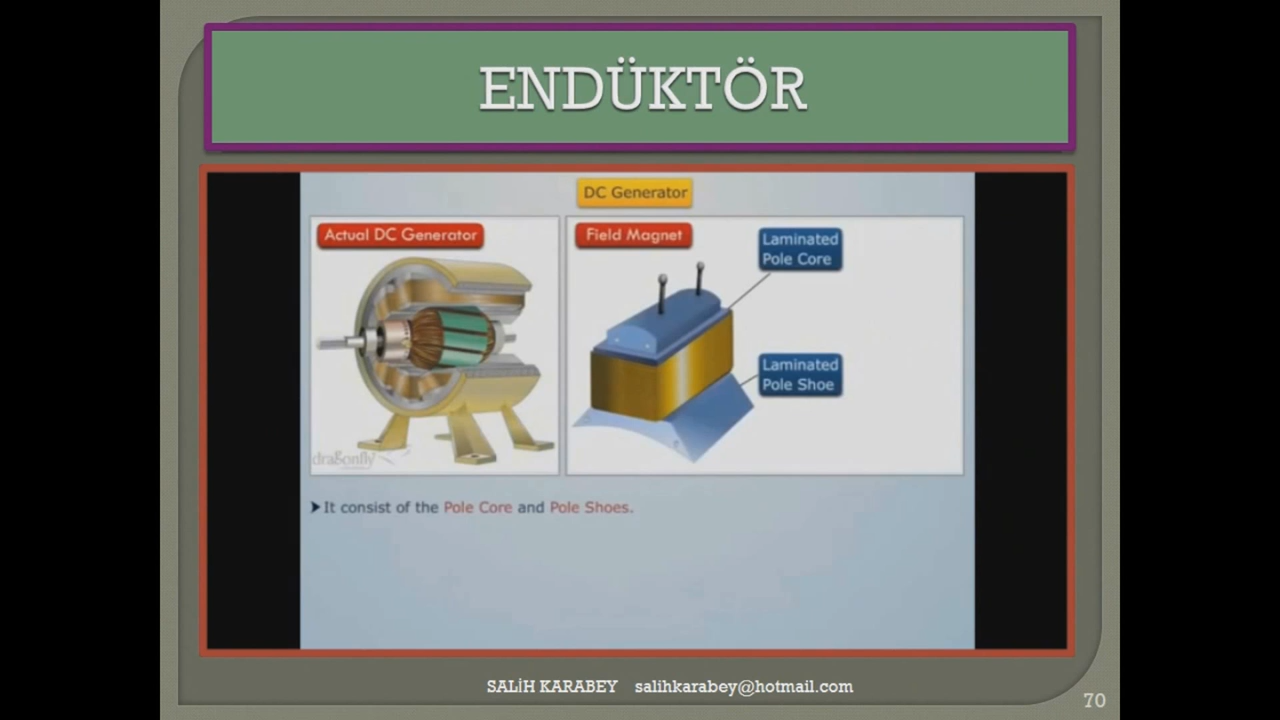 ENDÜKTÖR
DC Generator
Actual DC Generator
Field Magnet
Laminated
Pole Core
Laminated
Pole Shoe
dragonfly
It consist of the Pole Core and Pole Shoes.
SALİH KARABEY salihkarabey@hotmail.com
70